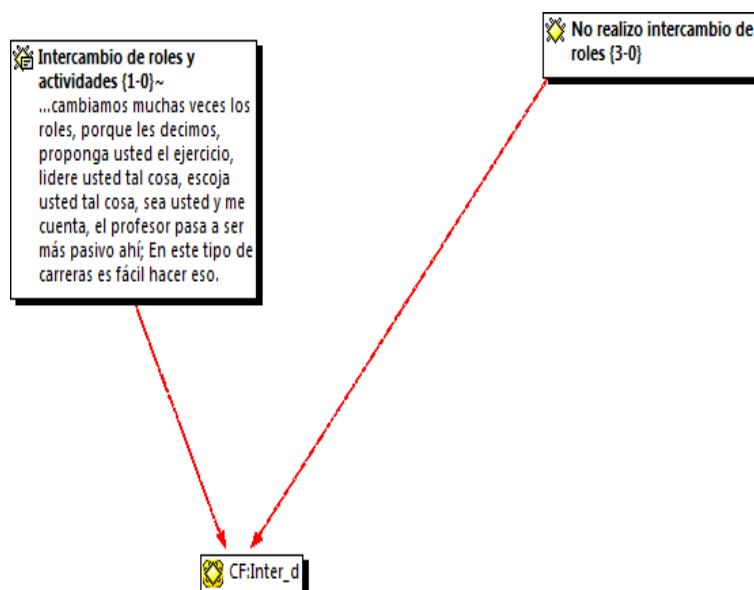 Intercambio de roles y
actividades {1-0}~
...cambiamos muchas veces los
roles, porque les decimos,
proponga usted el ejercicio,
lidere usted tal cosa, escoja
usted tal cosa, sea usted y me
cuenta, el profesor pasa a ser
más pasivo ahí; En este tipo de
carreras es fácil hacer eso.
No realizo intercambio de
roles {3-0}
CF:Inter_d